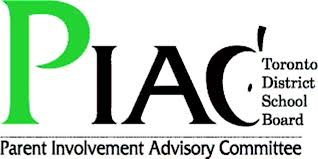 PIAC
Toronto
District
School
Board
Parent Involvement Advisory Committee